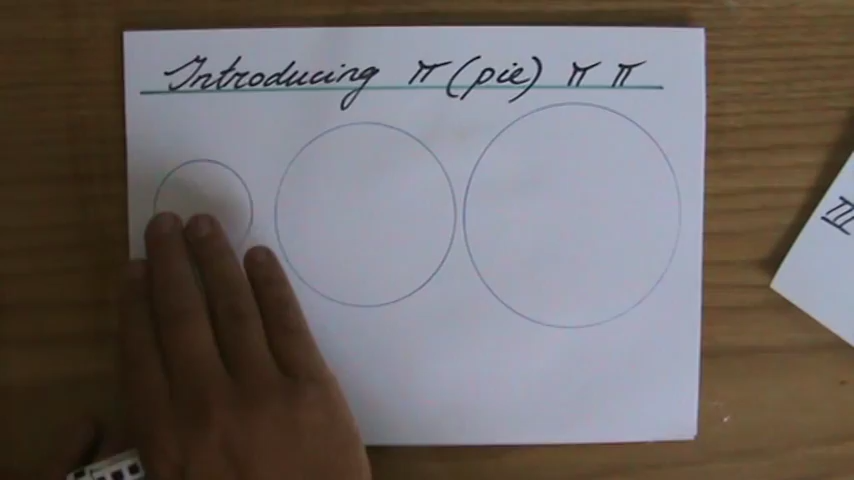 Introducing π (pie) π π